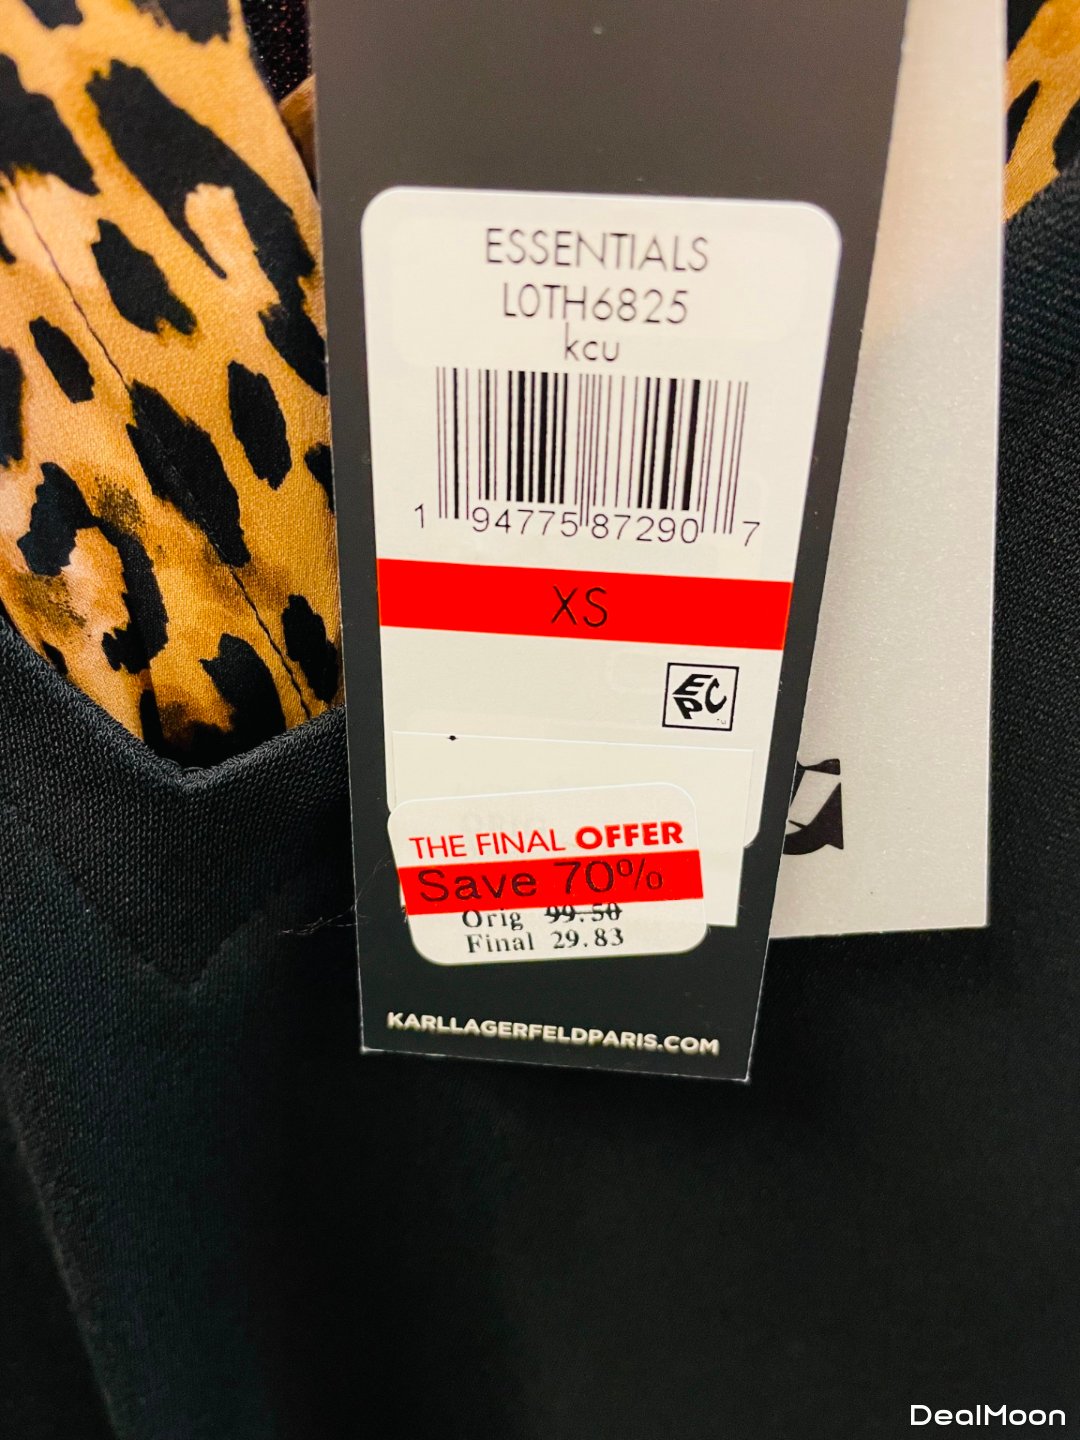 ESSENTIALS
L0TH6825
kcu
1 94775 87290 7
XS
EPC
THE FINAL OFFER
Save 70%
Orig 99.50
Final 29.83
KARLLAGERFELDPARIS.COM
DealMoon